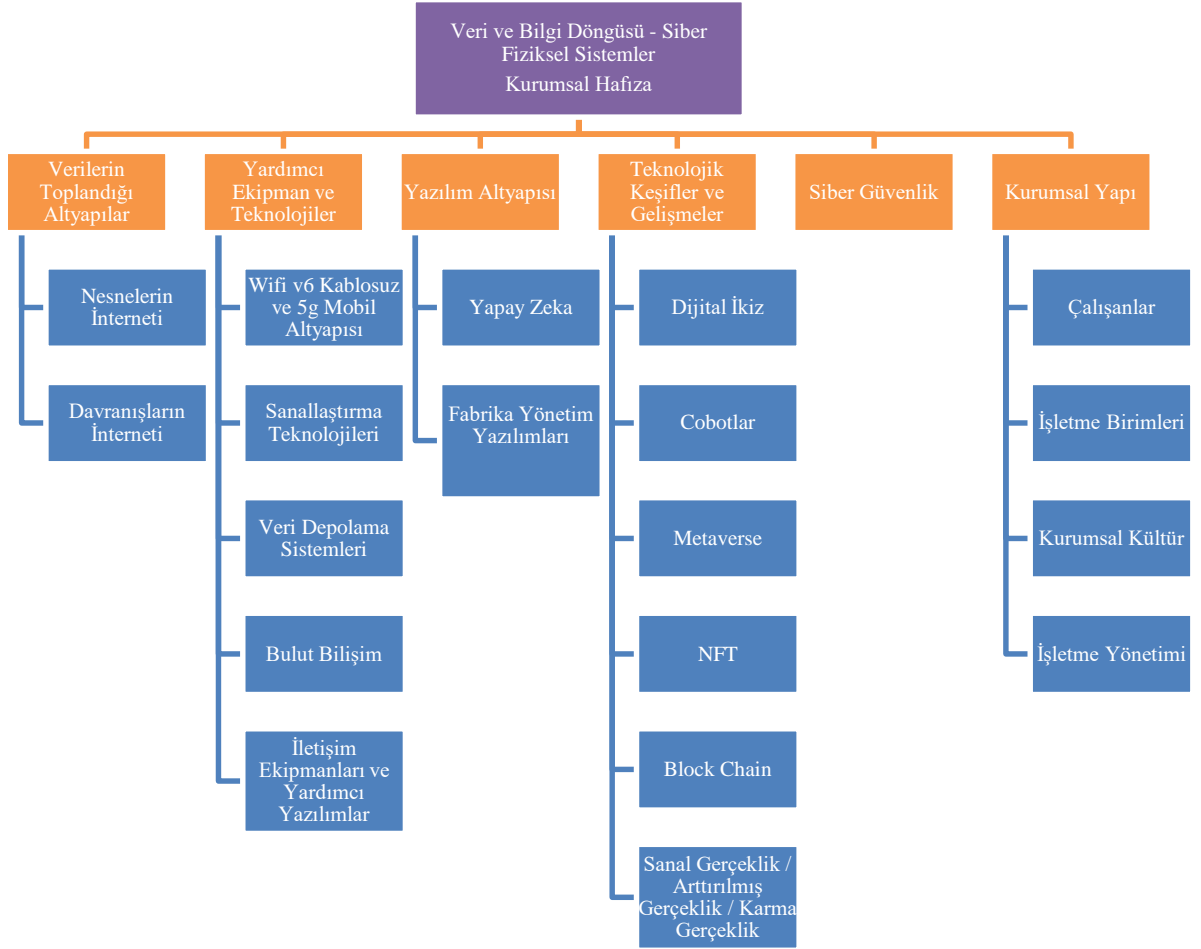 Veri ve Bilgi Döngüsü - Siber
Fiziksel Sistemler
Kurumsal Hafıza
Verilerin
Toplandığı
Altyapılar
Nesnelerin
İnterneti
Davranışların
İnterneti
Yardımcı
Ekipman ve
Teknolojiler
Wifi v6 Kablosuz
ve 5g Mobil
Altyapısı
Sanallaştırma
Teknolojileri
Veri Depolama
Sistemleri
Bulut Bilişim
İletişim
Ekipmanları ve
Yardımcı
Yazılımlar
Yazılım Altyapısı
Yapay Zeka
Fabrika Yönetim
Yazılımları
Teknolojik
Keşifler ve
Gelişmeler
Dijital İkiz
Cobotlar
Metaverse
NFT
Block Chain
Sanal Gerçeklik /
Arttırılmış
Gerçeklik / Karma
Gerçeklik
Siber Güvenlik
Kurumsal Yapı
Çalışanlar
İşletme Birimleri
Kurumsal Kültür
İşletme Yönetimi